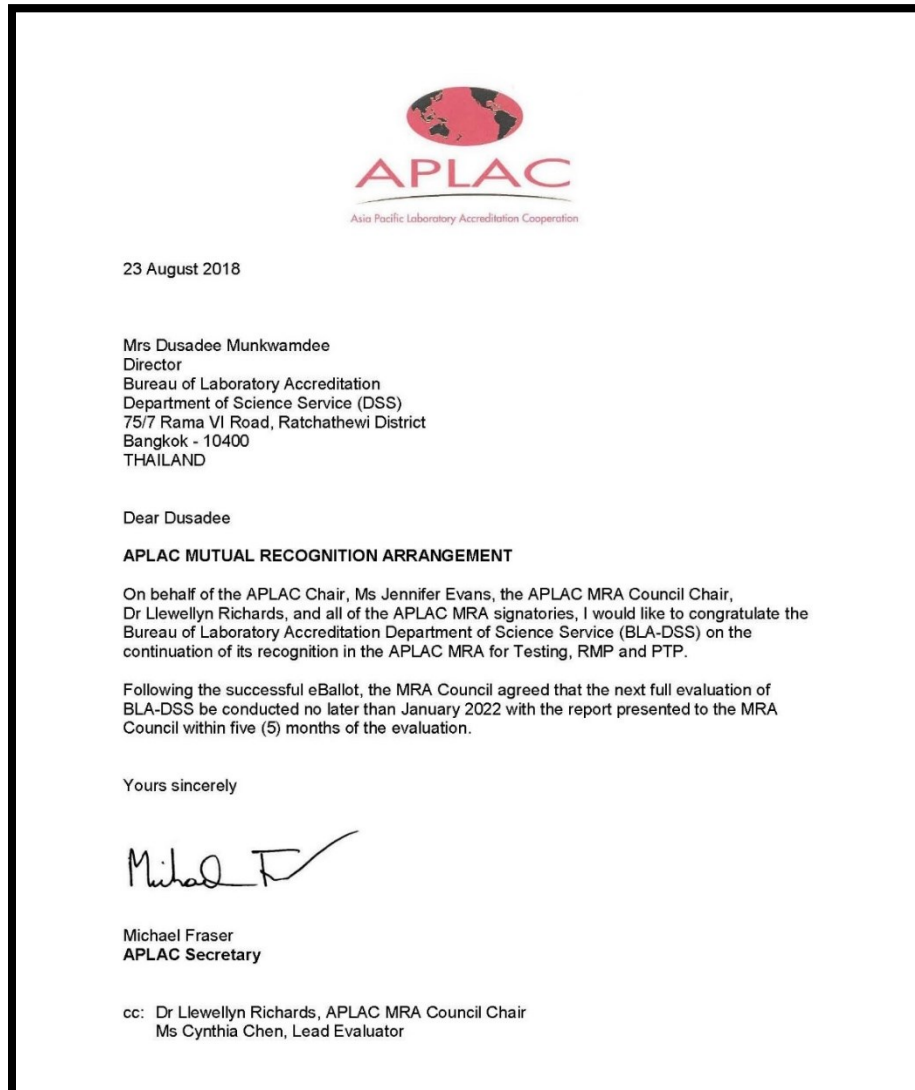 APLAC
Asia Pacific Laboratory Accreditation Cooperation
23 August 2018
Mrs Dusadee Munkwamdee
Director
Bureau of Laboratory Accreditation
Department of Science Service (DSS)
75/7 Rama VI Road, Ratchathewi District
Bangkok - 10400
THAILAND
Dear Dusadee
APLAC MUTUAL RECOGNITION ARRANGEMENT
On behalf of the APLAC Chair, Ms Jennifer Evans, the APLAC MRA Council Chair,
Dr Llewellyn Richards, and all of the APLAC MRA signatories, I would like to congratulate the
Bureau of Laboratory Accreditation Department of Science Service (BLA-DSS) on the
continuation of its recognition in the APLAC MRA for Testing, RMP and PTP.
Following the successful eBallot, the MRA Council agreed that the next full evaluation of
BLA-DSS be conducted no later than January 2022 with the report presented to the MRA
Council within five (5) months of the evaluation.
Yours sincerely
Michael Fraser
APLAC Secretary
cc: Dr Llewellyn Richards, APLAC MRA Council Chair
Ms Cynthia Chen, Lead Evaluator